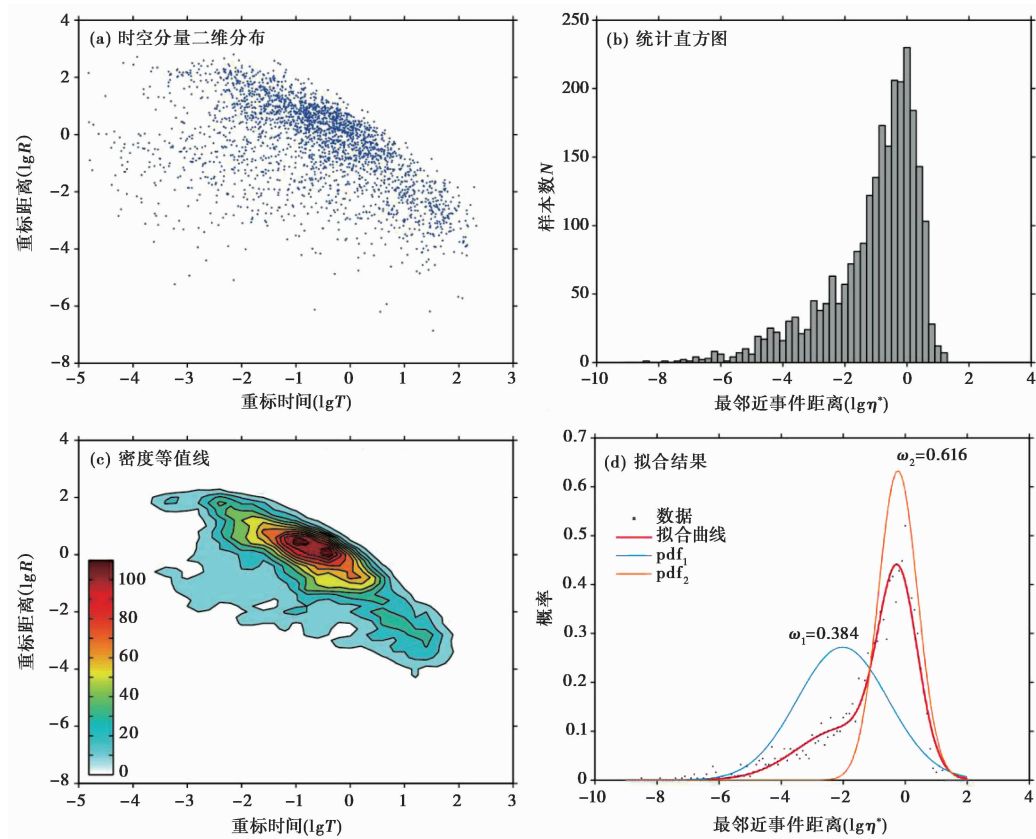 (a) 时空分量二维分布
4
2
0
−2
−4
−6
−8
重标距离(lgR)
−5 −4 −3 −2 −1 0 1 2 3
重标时间(lgT)
(b) 统计直方图
250
200
150
100
50
0
样本数N
−10 −8 −6 −4 −2 0 2 4
最邻近事件距离(lgη*)
(c) 密度等值线
4
2
0
−2
−4
−6
−8
重标距离(lgR)
100
80
60
40
20
0
−5 −4 −3 −2 −1 0 1 2 3
重标时间(lgT)
(d) 拟合结果
0.7
0.6
0.5
0.4
0.3
0.2
0.1
0
概率
ω₂=0.616
数据
拟合曲线
pdf₁
pdf₂
ω₁=0.384
−10 −8 −6 −4 −2 0 2 4
最邻近事件距离(lgη*)